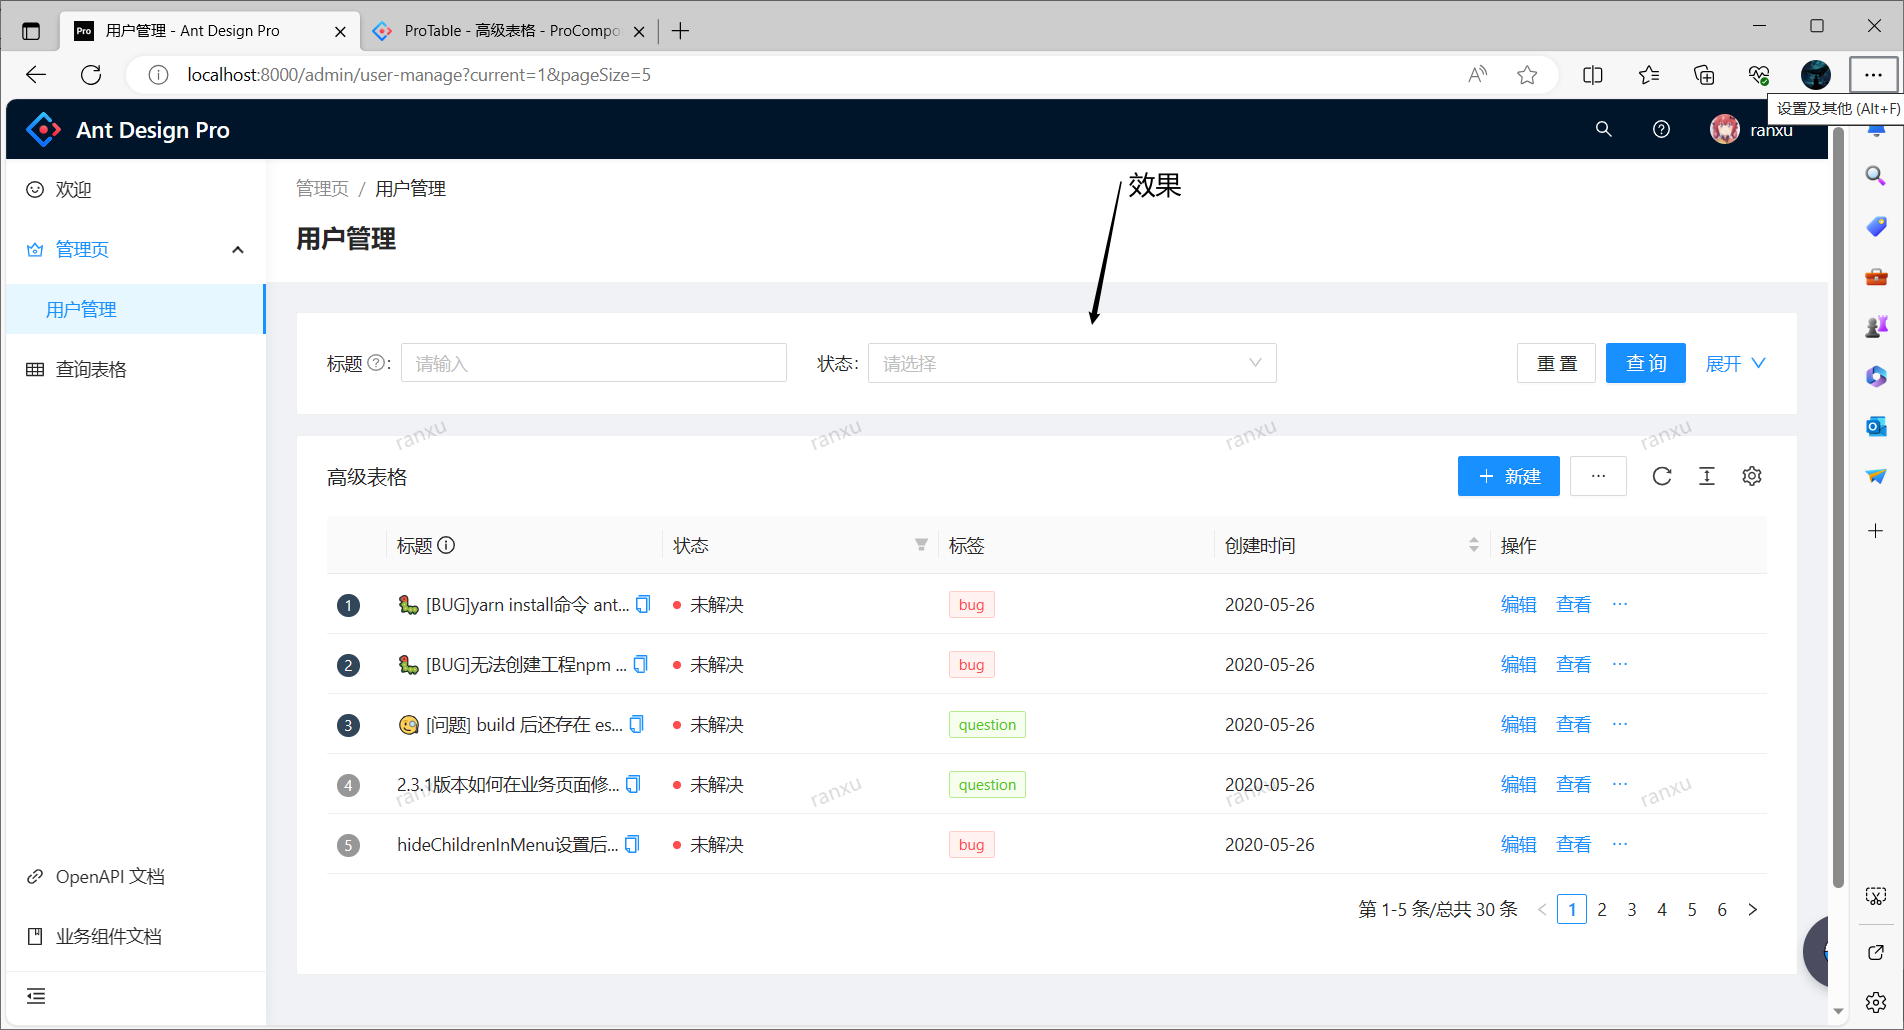 用户管理 - Ant Design Pro
ProTable - 高级表格 - ProCompo
localhost:8000/admin/user-manage?current=1&pageSize=5
设置及其他 (Alt+F)
Ant Design Pro
ranxu
欢迎
管理页
用户管理
查询表格
OpenAPI 文档
业务组件文档
管理页 / 用户管理
效果
用户管理
标题 : 请输入 状态: 请选择 重 置 查 询 展开
ranxu ranxu ranxu ranxu
高级表格 + 新建 ...
标题 状态 标签 创建时间 操作
1 [BUG]yarn install命令 ant... 未解决 bug 2020-05-26 编辑 查看 ...
2 [BUG]无法创建工程npm ... 未解决 bug 2020-05-26 编辑 查看 ...
3 [问题] build 后还存在 es... 未解决 question 2020-05-26 编辑 查看 ...
4 2.3.1版本如何在业务页面修... 未解决 question 2020-05-26 编辑 查看 ...
ranxu ranxu ranxu ranxu
5 hideChildrenInMenu设置后... 未解决 bug 2020-05-26 编辑 查看 ...
第 1-5 条/总共 30 条 < 1 2 3 4 5 6 >